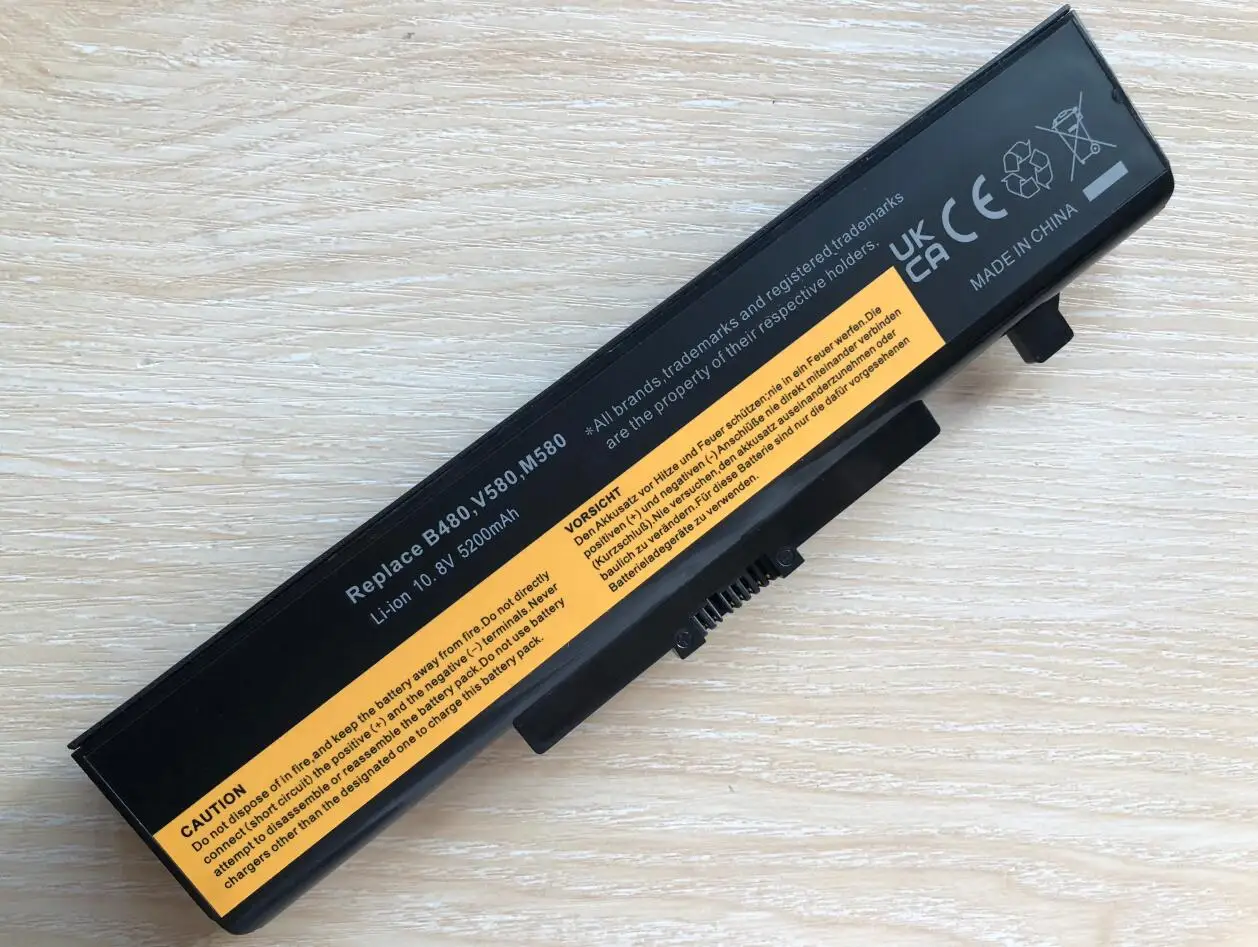 Replace B480,V580,M580
Li-ion 10.8V 5200mAh
*All brands,trademarks and registered trademarks
are the property of their respective holders.
UK
CA
CE
MADE IN CHINA
CAUTION
Do not dispose of in fire,and keep the battery away from fire.Do not directly
connect (short circuit) the positive (+) and the negative (-) terminals.Never
attempt to disassemble or reassemble the battery pack.Do not use battery
chargers other than the designated one to charge this battery pack.
VORSICHT
Den Akkusatz vor Hitze und Feuer schützen;nie in ein Feuer werfen.Die
positiven (+) und negativen (-) Anschlüße nie direkt miteinander verbinden
(Kurzschluß).Nie versuchen,den akkusatz auseinanderzunehmen oder
baulich zu verändern.Für diese Batterie sind nur die dafür vorgesehenen
Batterieladegeräte zu verwenden.